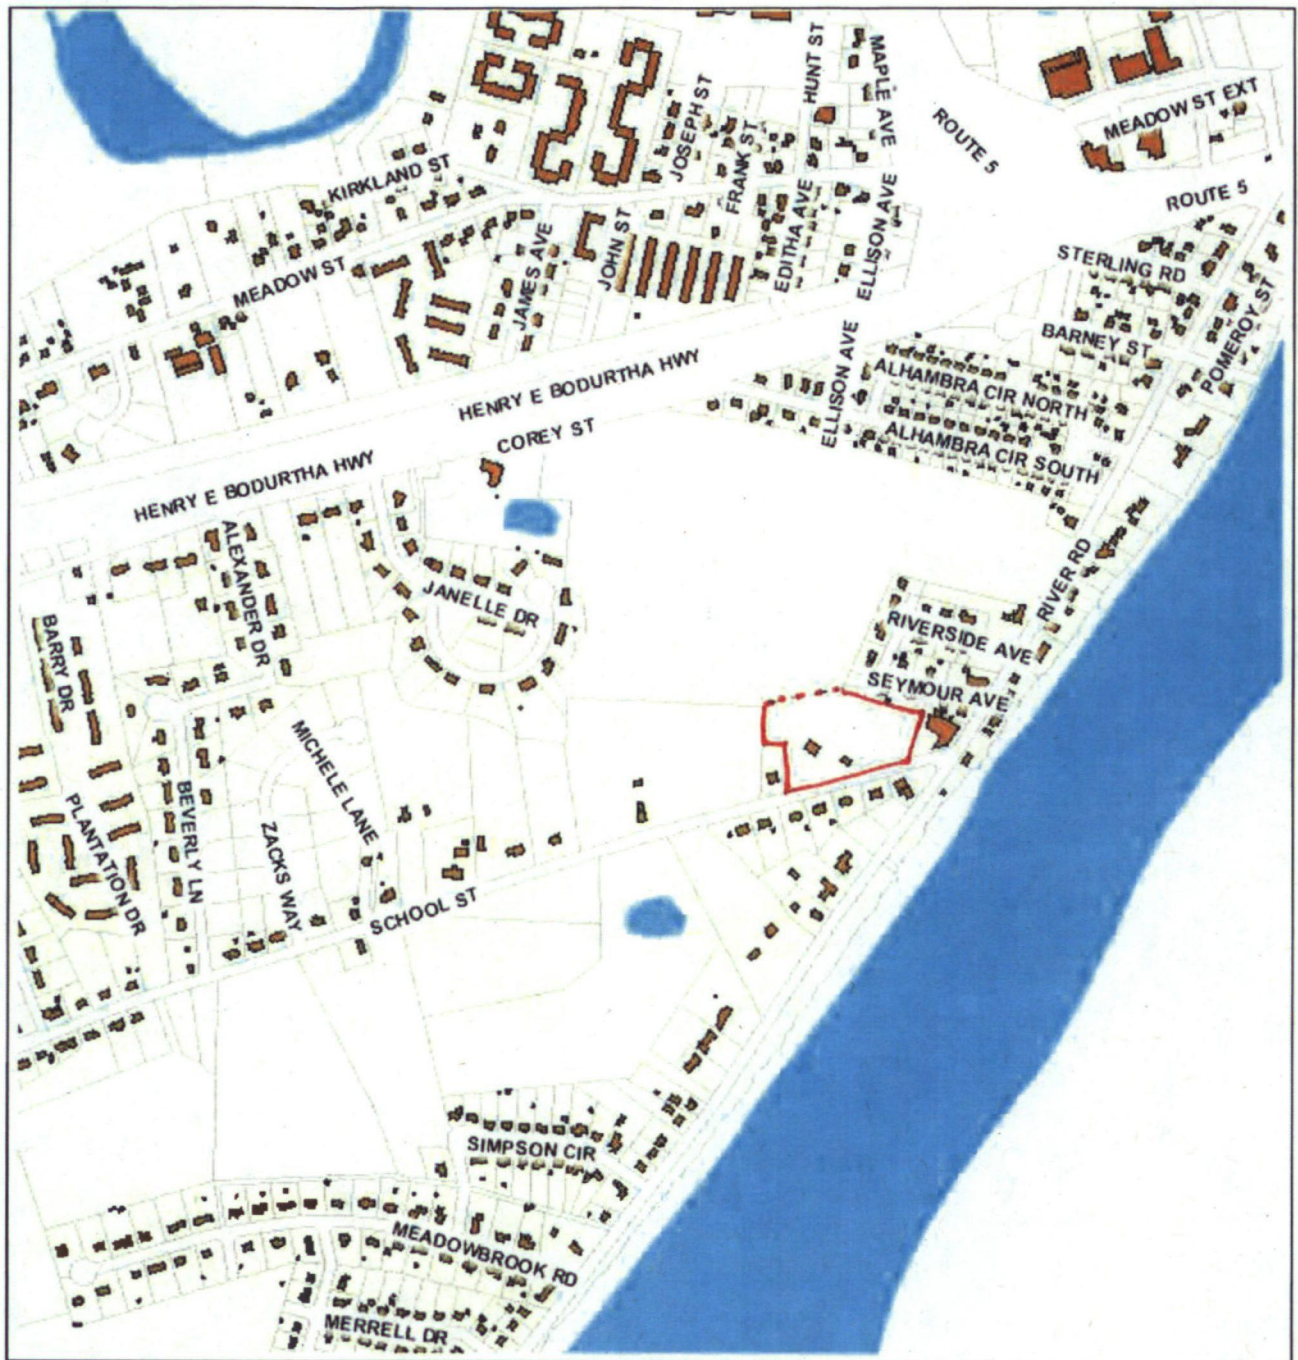 HUNT ST
MAPLE AVE
ROUTE 5
MEADOW ST EXT
JOSEPH ST
FRANK ST
KIRKLAND ST
EDITHA AVE
ELLISON AVE
ROUTE 5
JOHN ST
JAMES AVE
MEADOW ST
STERLING RD
BARNEY ST
POMEROY ST
HENRY E BODURTHA HWY
ELLISON AVE
ALHAMBRA CIR NORTH
COREY ST
ALHAMBRA CIR SOUTH
HENRY E BODURTHA HWY
ALEXANDER DR
JANELLE DR
RIVER RD
BARRY DR
RIVERSIDE AVE
SEYMOUR AVE
MICHELE LANE
BEVERLY LN
PLANTATION DR
ZACKS WAY
SCHOOL ST
SIMPSON CIR
MEADOWBROOK RD
MERRELL DR